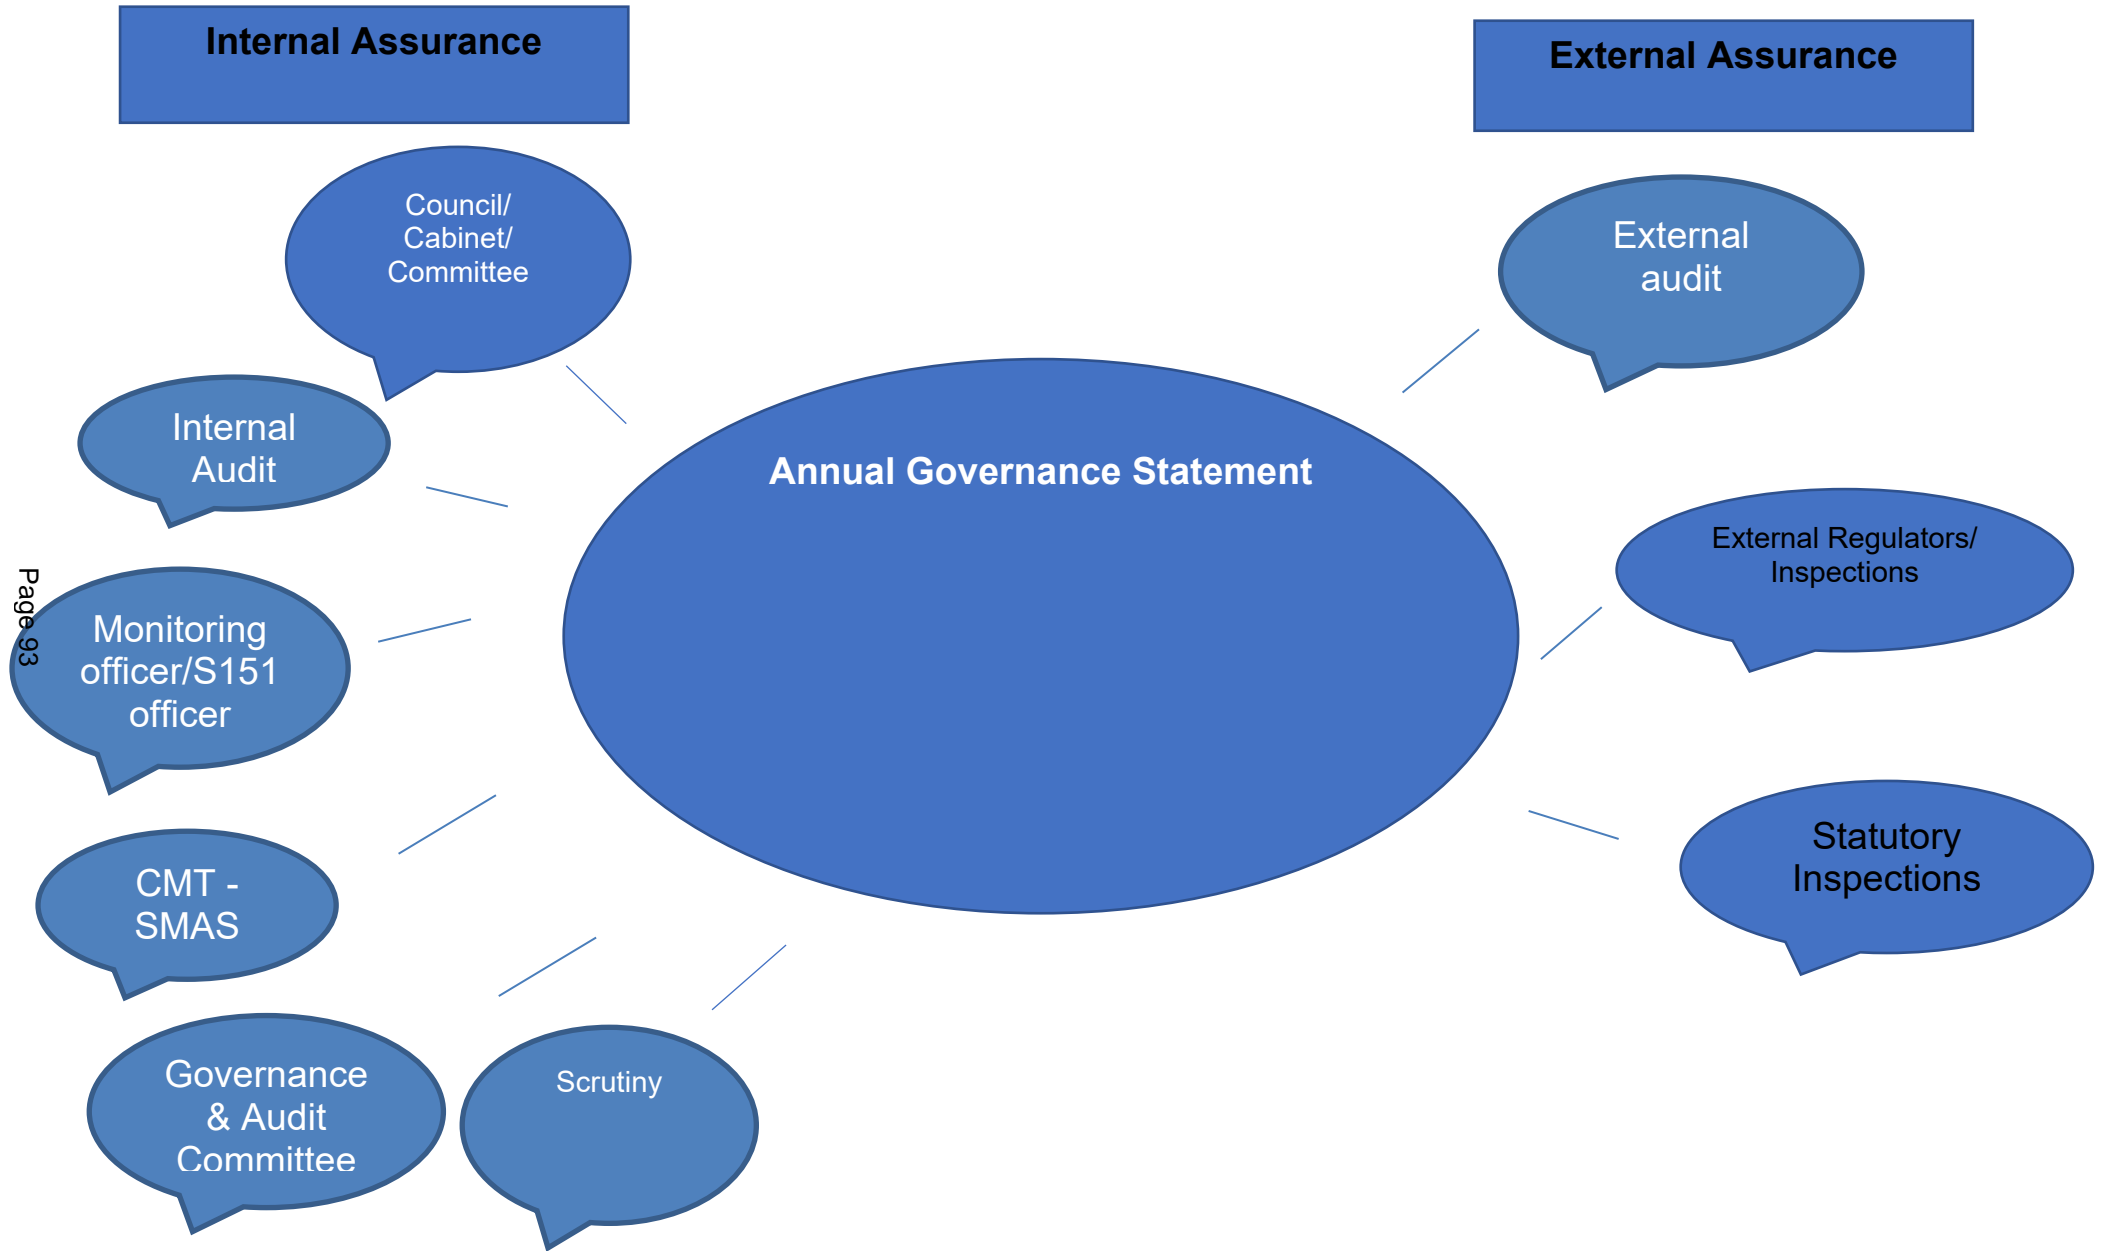 Internal Assurance
External Assurance
Council/
Cabinet/
Committee
External
audit
Internal
Audit
Annual Governance Statement
External Regulators/
Inspections
Page 93
Monitoring
officer/S151
officer
Statutory
Inspections
CMT -
SMAS
Governance
& Audit
Committee
Scrutiny